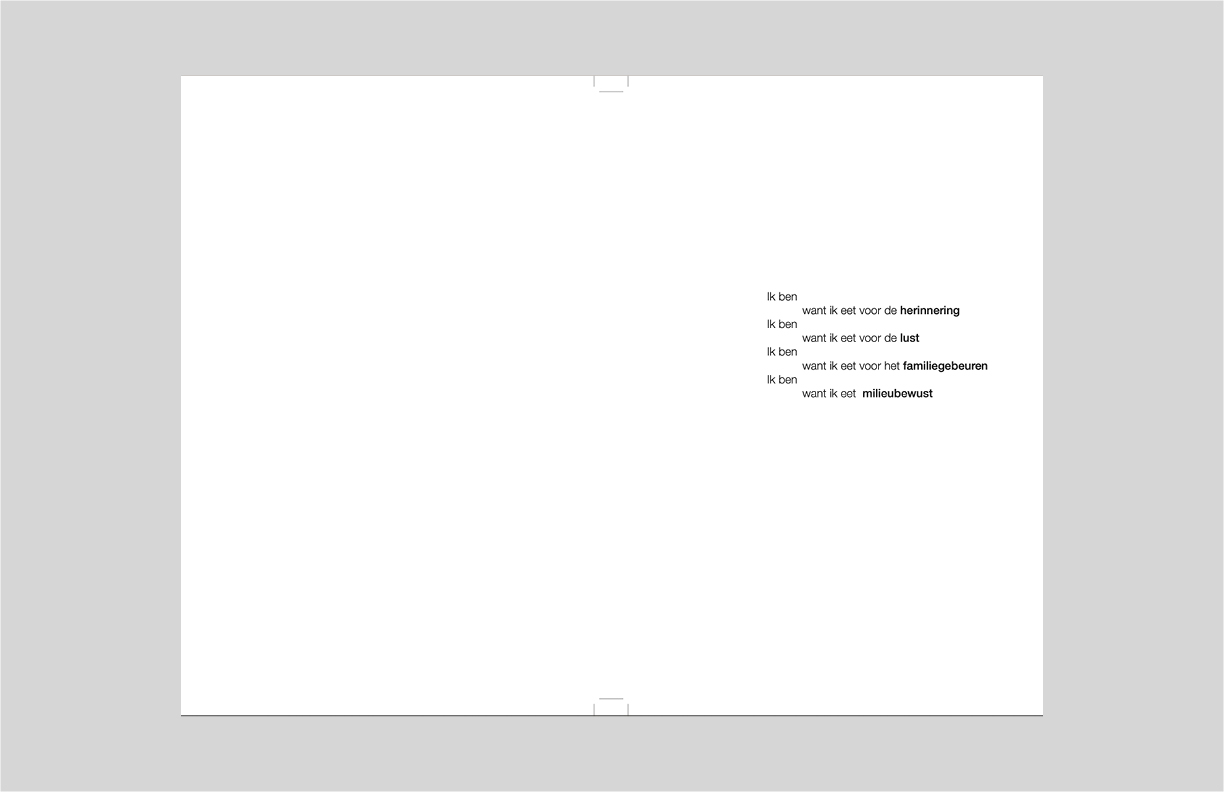 Ik ben
want ik eet voor de herinnering
Ik ben
want ik eet voor de lust
Ik ben
want ik eet voor het familiegebeuren
Ik ben
want ik eet  milieubewust